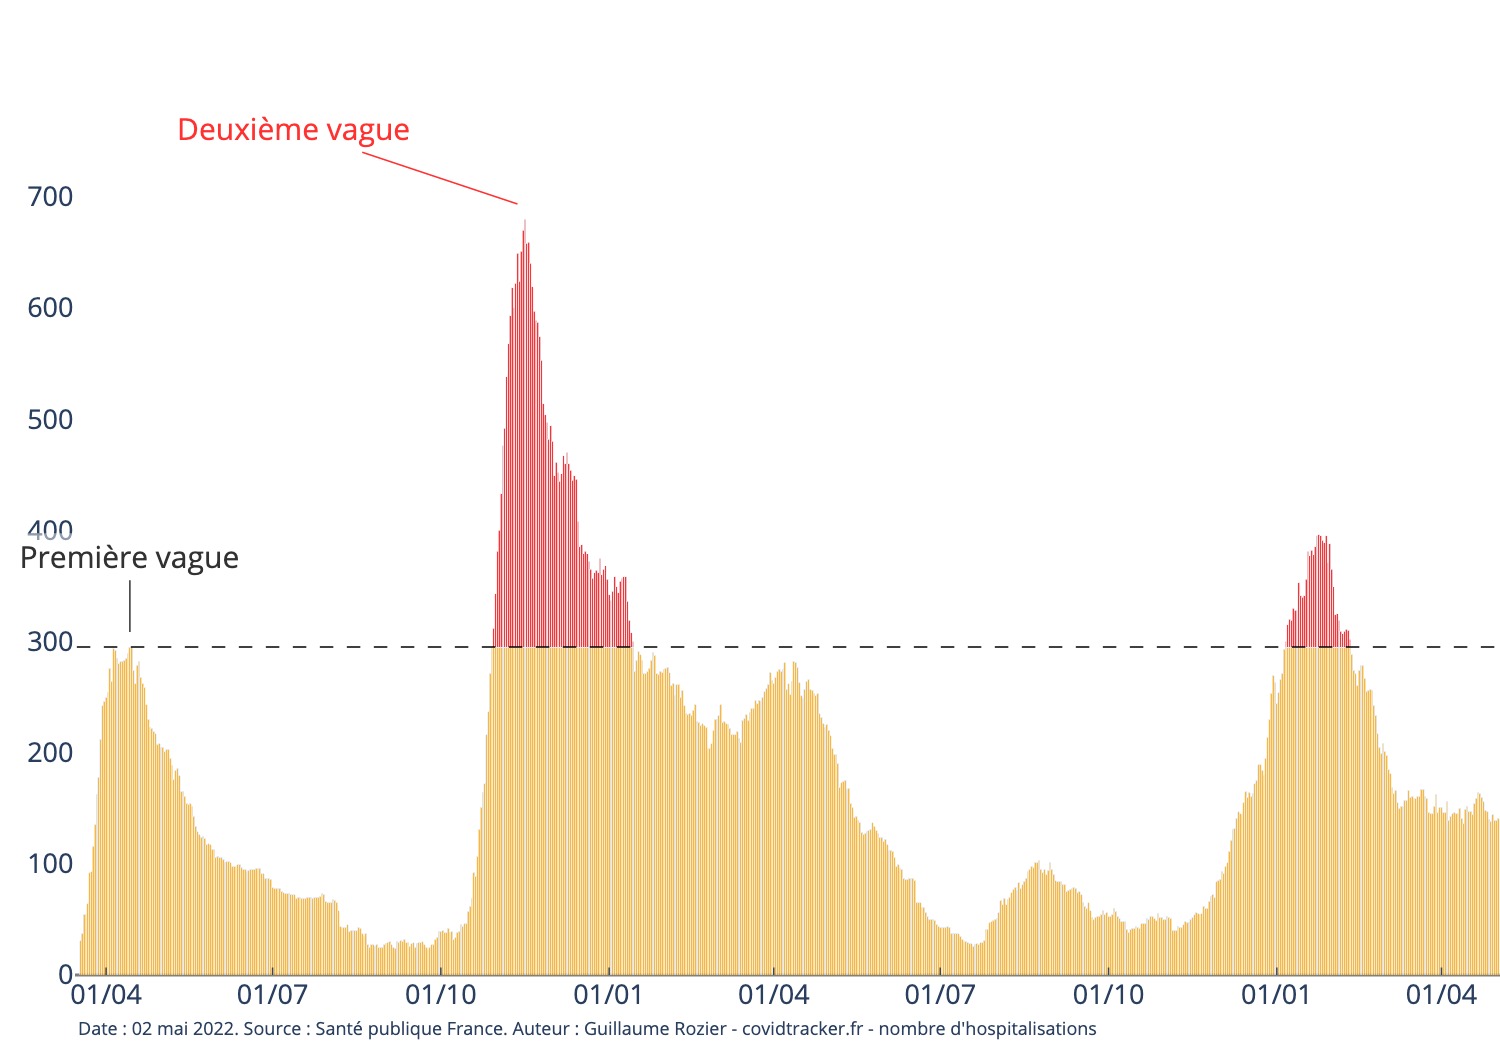 Deuxième vague
700
600
500
400
Première vague
300
200
100
0
01/04 01/07 01/10 01/01 01/04 01/07 01/10 01/01 01/04
Date : 02 mai 2022. Source : Santé publique France. Auteur : Guillaume Rozier - covidtracker.fr - nombre d'hospitalisations